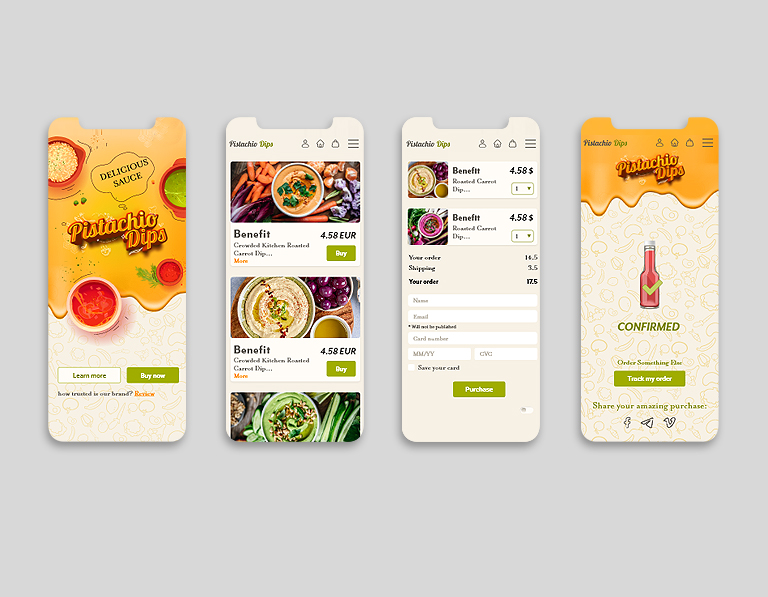 DELICIOUS
SAUCE
Pistachio
Dips
Learn more
Buy now
how trusted is our brand? Review
Pistachio Dips
Benefit
4.58 EUR
Crowded Kitchen Roasted
Carrot Dip...
More
Buy
Benefit
4.58 EUR
Crowded Kitchen Roasted
Carrot Dip...
More
Buy
Pistachio Dips
Benefit
4.58 $
Roasted Carrot
Dip...
1
Benefit
4.58 $
Roasted Carrot
Dip...
1
Your order 14.5
Shipping 3.5
Your order 17.5
Name
Email
* Will not be published
Card number
MM/YY
CVC
Save your card
Purchase
Pistachio Dips
Pistachio
Dips
CONFIRMED
Order Something Else
Track my order
Share your amazing purchase: